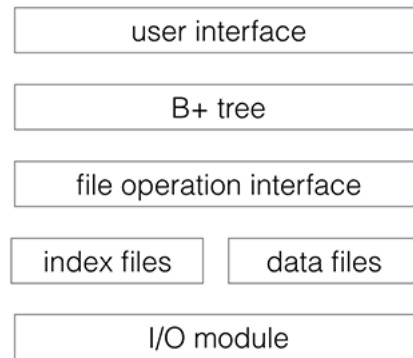 user interface
B+ tree
file operation interface
index files
data files
I/O module